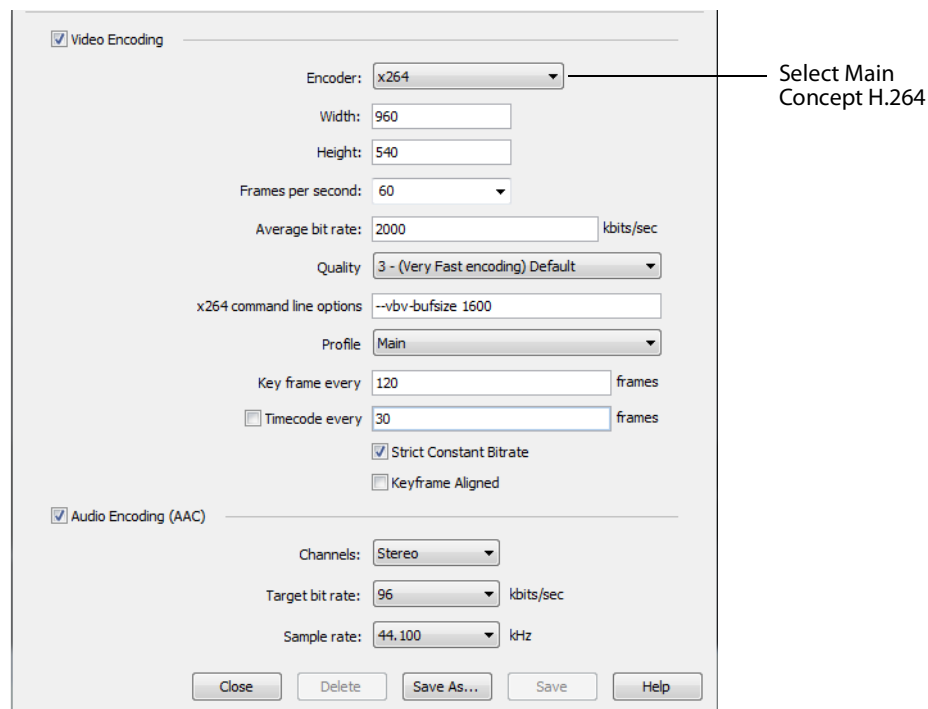 Video Encoding
Encoder: x264
Select Main
Concept H.264
Width: 960
Height: 540
Frames per second: 60
Average bit rate: 2000 kbits/sec
Quality 3 - (Very Fast encoding) Default
x264 command line options --vbv-bufsize 1600
Profile Main
Key frame every 120 frames
Timecode every 30 frames
Strict Constant Bitrate
Keyframe Aligned
Audio Encoding (AAC)
Channels: Stereo
Target bit rate: 96 kbits/sec
Sample rate: 44.100 kHz
Close Delete Save As... Save Help